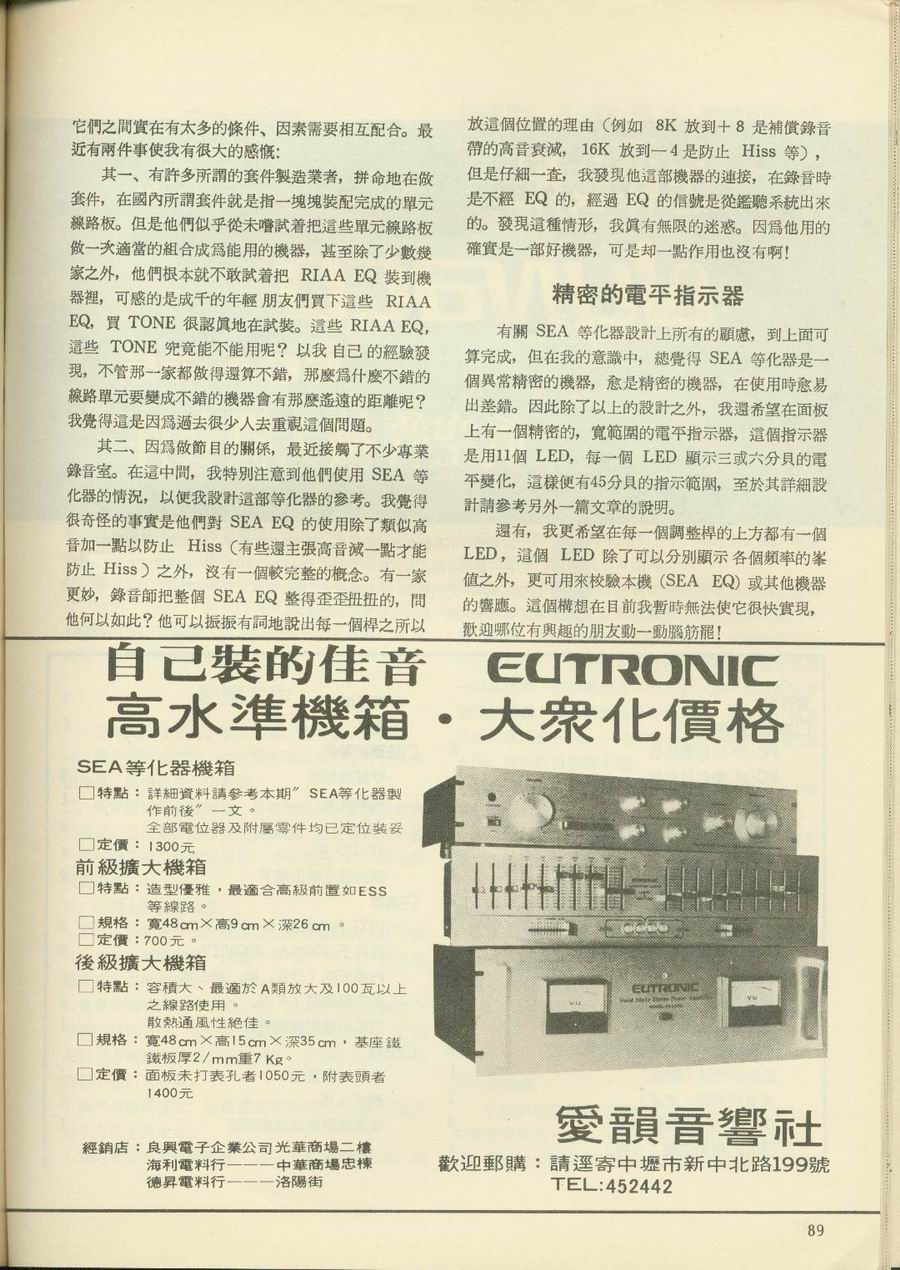 它們之間實在有太多的條件、因素需要相互配合。最
近有兩件事使我有很大的感慨:
其一、有許多所謂的套件製造業者，拼命地在做
套件，在國內所謂套件就是指一塊塊裝配完成的單元
線路板。但是他們似乎從未嚐試着把這些單元線路板
做一次適當的組合成爲能用的機器，甚至除了少數幾
家之外，他們根本就不敢試着把 RIAA EQ 裝到機
器裡，可感的是成千的年輕朋友們買下這些 RIAA
EQ，買 TONE 很認眞地在試裝。這些 RIAA EQ，
這些 TONE 究竟能不能用呢？以我自己的經驗發
現，不管那一家都做得還算不錯，那麼爲什麼不錯的
線路單元要變成不錯的機器會有那麼遙遠的距離呢？
我覺得這是因爲過去很少人去重視這個問題。
其二、因爲做節目的關係，最近接觸了不少專業
錄音室。在這中間，我特別注意到他們使用 SEA 等
化器的情況，以便我設計這部等化器的參考。我覺得
很奇怪的事實是他們對 SEA EQ 的使用除了類似高
音加一點以防止 Hiss（有些還主張高音減一點才能
防止 Hiss）之外，沒有一個較完整的概念。有一家
更妙，錄音師把整個 SEA EQ 整得歪歪扭扭的，問
他何以如此？他可以振振有詞地說出每一個桿之所以
放這個位置的理由（例如 8K 放到＋8 是補償錄音
帶的高音衰減，16K 放到—4 是防止 Hiss 等），
但是仔細一查，我發現他這部機器的連接，在錄音時
是不經 EQ 的，經過 EQ 的信號是從鑑聽系統出來
的。發現這種情形，我眞有無限的迷惑。因爲他用的
確實是一部好機器，可是却一點作用也沒有啊！
精密的電平指示器
有關 SEA 等化器設計上所有的顧慮，到上面可
算完成，但在我的意識中，總覺得 SEA 等化器是一
個異常精密的機器，愈是精密的機器，在使用時愈易
出差錯。因此除了以上的設計之外，我還希望在面板
上有一個精密的，寬範圍的電平指示器，這個指示器
是用11個 LED，每一個 LED 顯示三或六分貝的電
平變化，這樣便有45分貝的指示範圍，至於其詳細設
計請參考另外一篇文章的說明。
還有，我更希望在每一個調整桿的上方都有一個
LED，這個 LED 除了可以分別顯示各個頻率的峯
值之外，更可用來校驗本機（SEA EQ）或其他機器
的響應。這個構想在目前我暫時無法使它很快實現，
歡迎哪位有興趣的朋友動一動腦筋罷！
自己裝的佳音 EUTRONIC
高水準機箱・大衆化價格
SEA等化器機箱
□特點：詳細資料請參考本期〞SEA等化器製
作前後〞一文。
全部電位器及附屬零件均已定位裝妥
□定價：1300元
前級擴大機箱
□特點：造型優雅，最適合高級前置如ESS
等線路。
□規格：寬48cm×高9cm×深26cm。
□定價：700元。
後級擴大機箱
□特點：容積大、最適於A類放大及100瓦以上
之線路使用。
散熱通風性絶佳。
□規格：寬48cm×高15cm×深35cm，基座鐵
鐵板厚2/mm重7Kg。
□定價：面板未打表孔者1050元，附表頭者
1400元
經銷店：良興電子企業公司光華商場二樓
海利電料行———中華商場忠棟
德昇電料行———洛陽街
EUTRONIC
VU
VU
愛韻音響社
歡迎郵購：請逕寄中壢市新中北路199號
TEL:452442
89